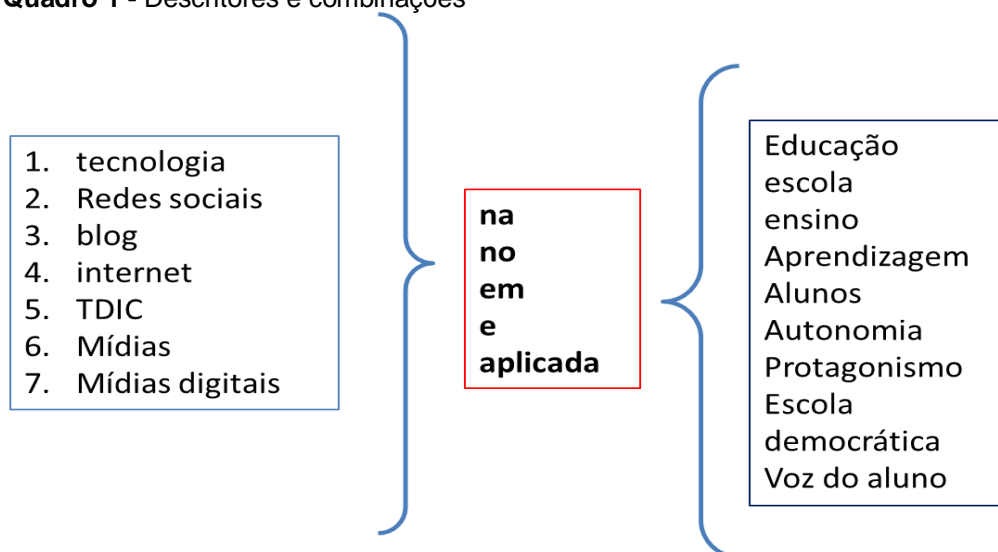 Quadro 1 - Descritores e combinações
1. tecnologia
2. Redes sociais
3. blog
4. internet
5. TDIC
6. Mídias
7. Mídias digitais
na
no
em
e
aplicada
Educação
escola
ensino
Aprendizagem
Alunos
Autonomia
Protagonismo
Escola
democrática
Voz do aluno